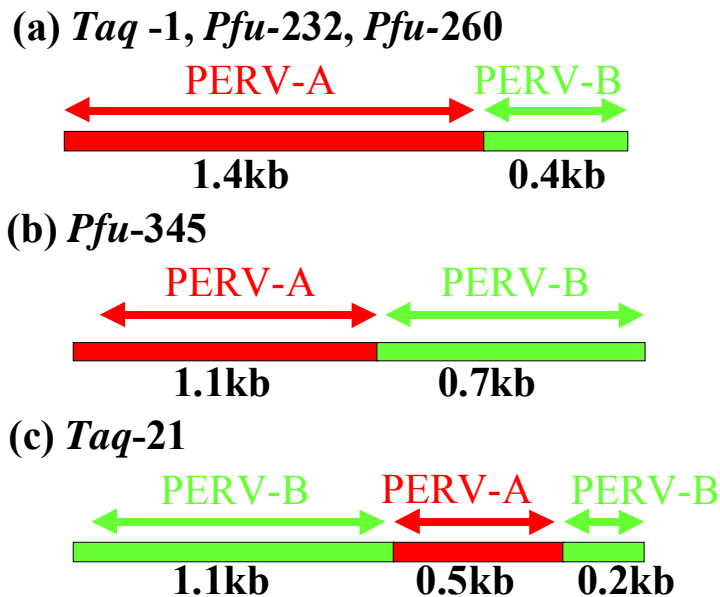 (a) Taq -1, Pfu-232, Pfu-260
PERV-A PERV-B
1.4kb 0.4kb
(b) Pfu-345
PERV-A PERV-B
1.1kb 0.7kb
(c) Taq-21
PERV-B PERV-A PERV-B
1.1kb 0.5kb 0.2kb